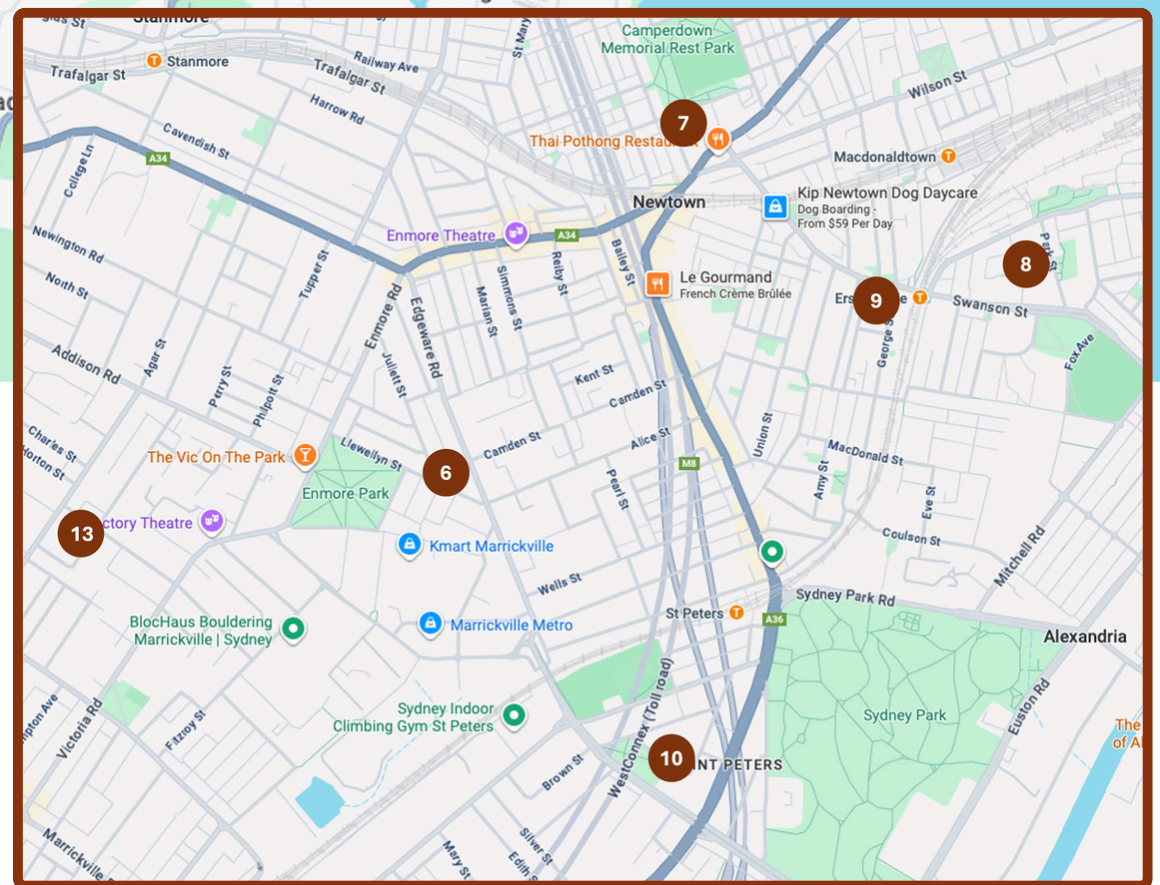 Stanmore
Camperdown
Memorial Rest Park
St Mary
Stanmore
Railway Ave
Trafalgar St
Trafalgar St
Wilson St
Harrow Rd
7
Cavendish St
Thai Pothong Resta
A34
Macdonaldtown
College Ln
Kip Newtown Dog Daycare
Dog Boarding -
From $59 Per Day
Newtown
Enmore Theatre
A34
Newington Rd
Bailey St
Park St
8
Tupper St
Reiby St
Simmons St
Le Gourmand
French Crème Brûlée
North St
Marian St
9
Swanson St
Enmore Rd
Edgeware Rd
George S
Fox Ave
Addison Rd
Agar St
Juliett St
Perry St
Philpott St
Kent St
Camden St
Charles St
Horton St
Llewellyn St
Camden St
Alice St
Union St
The Vic On The Park
MacDonald St
6
M8
Enmore Park
Pearl St
Amy St
Eve St
13
ctory Theatre
Coulson St
Kmart Marrickville
Mitchell Rd
Wells St
Sydney Park Rd
St Peters
A36
BlocHaus Bouldering
Marrickville | Sydney
Marrickville Metro
Alexandria
WestConnex (Toll road)
Euston Rd
Victoria Rd
Fitzroy St
Sydney Indoor
Climbing Gym St Peters
Sydney Park
The
of Al
10
NT PETERS
Brown St
Silver St
Edith S
Mary St
Marrickville